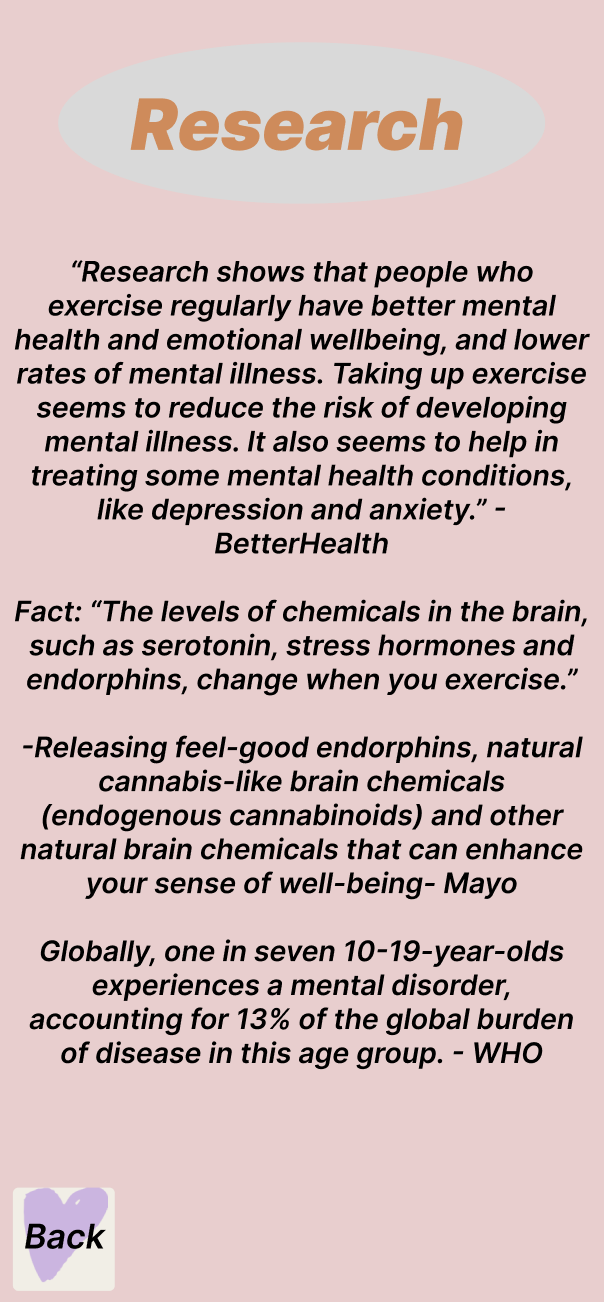 Research
“Research shows that people who
exercise regularly have better mental
health and emotional wellbeing, and lower
rates of mental illness. Taking up exercise
seems to reduce the risk of developing
mental illness. It also seems to help in
treating some mental health conditions,
like depression and anxiety.” -
BetterHealth
Fact: “The levels of chemicals in the brain,
such as serotonin, stress hormones and
endorphins, change when you exercise.”
-Releasing feel-good endorphins, natural
cannabis-like brain chemicals
(endogenous cannabinoids) and other
natural brain chemicals that can enhance
your sense of well-being- Mayo
Globally, one in seven 10-19-year-olds
experiences a mental disorder,
accounting for 13% of the global burden
of disease in this age group. - WHO
Back